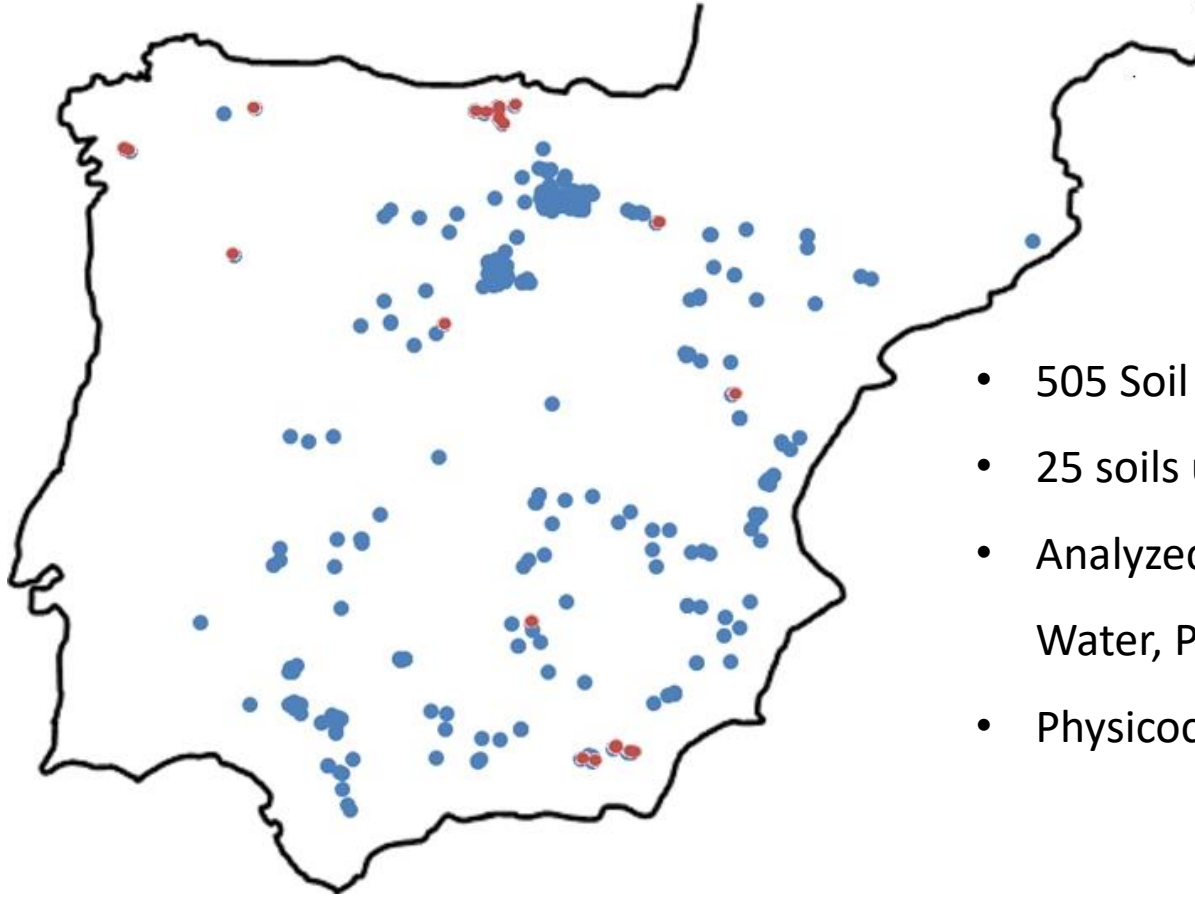 • 505 Soil
• 25 soils
• Analyzed
Water, P
• Physicoc